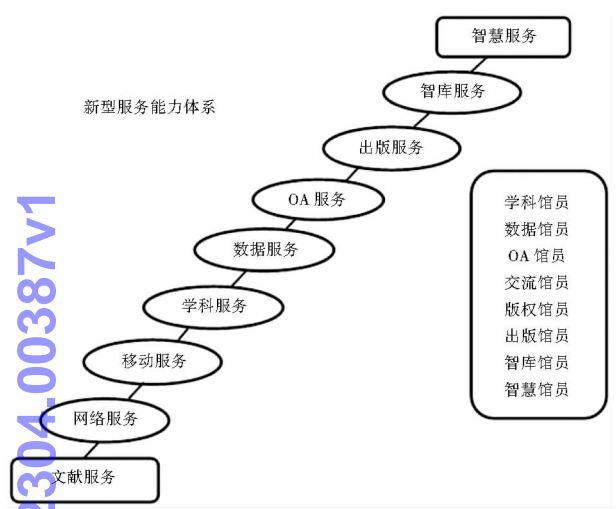 智慧服务
智库服务
新型服务能力体系
出版服务
OA 服务
数据服务
学科服务
移动服务
网络服务
文献服务
学科馆员
数据馆员
OA 馆员
交流馆员
版权馆员
出版馆员
智库馆员
智慧馆员
2304.00387v1